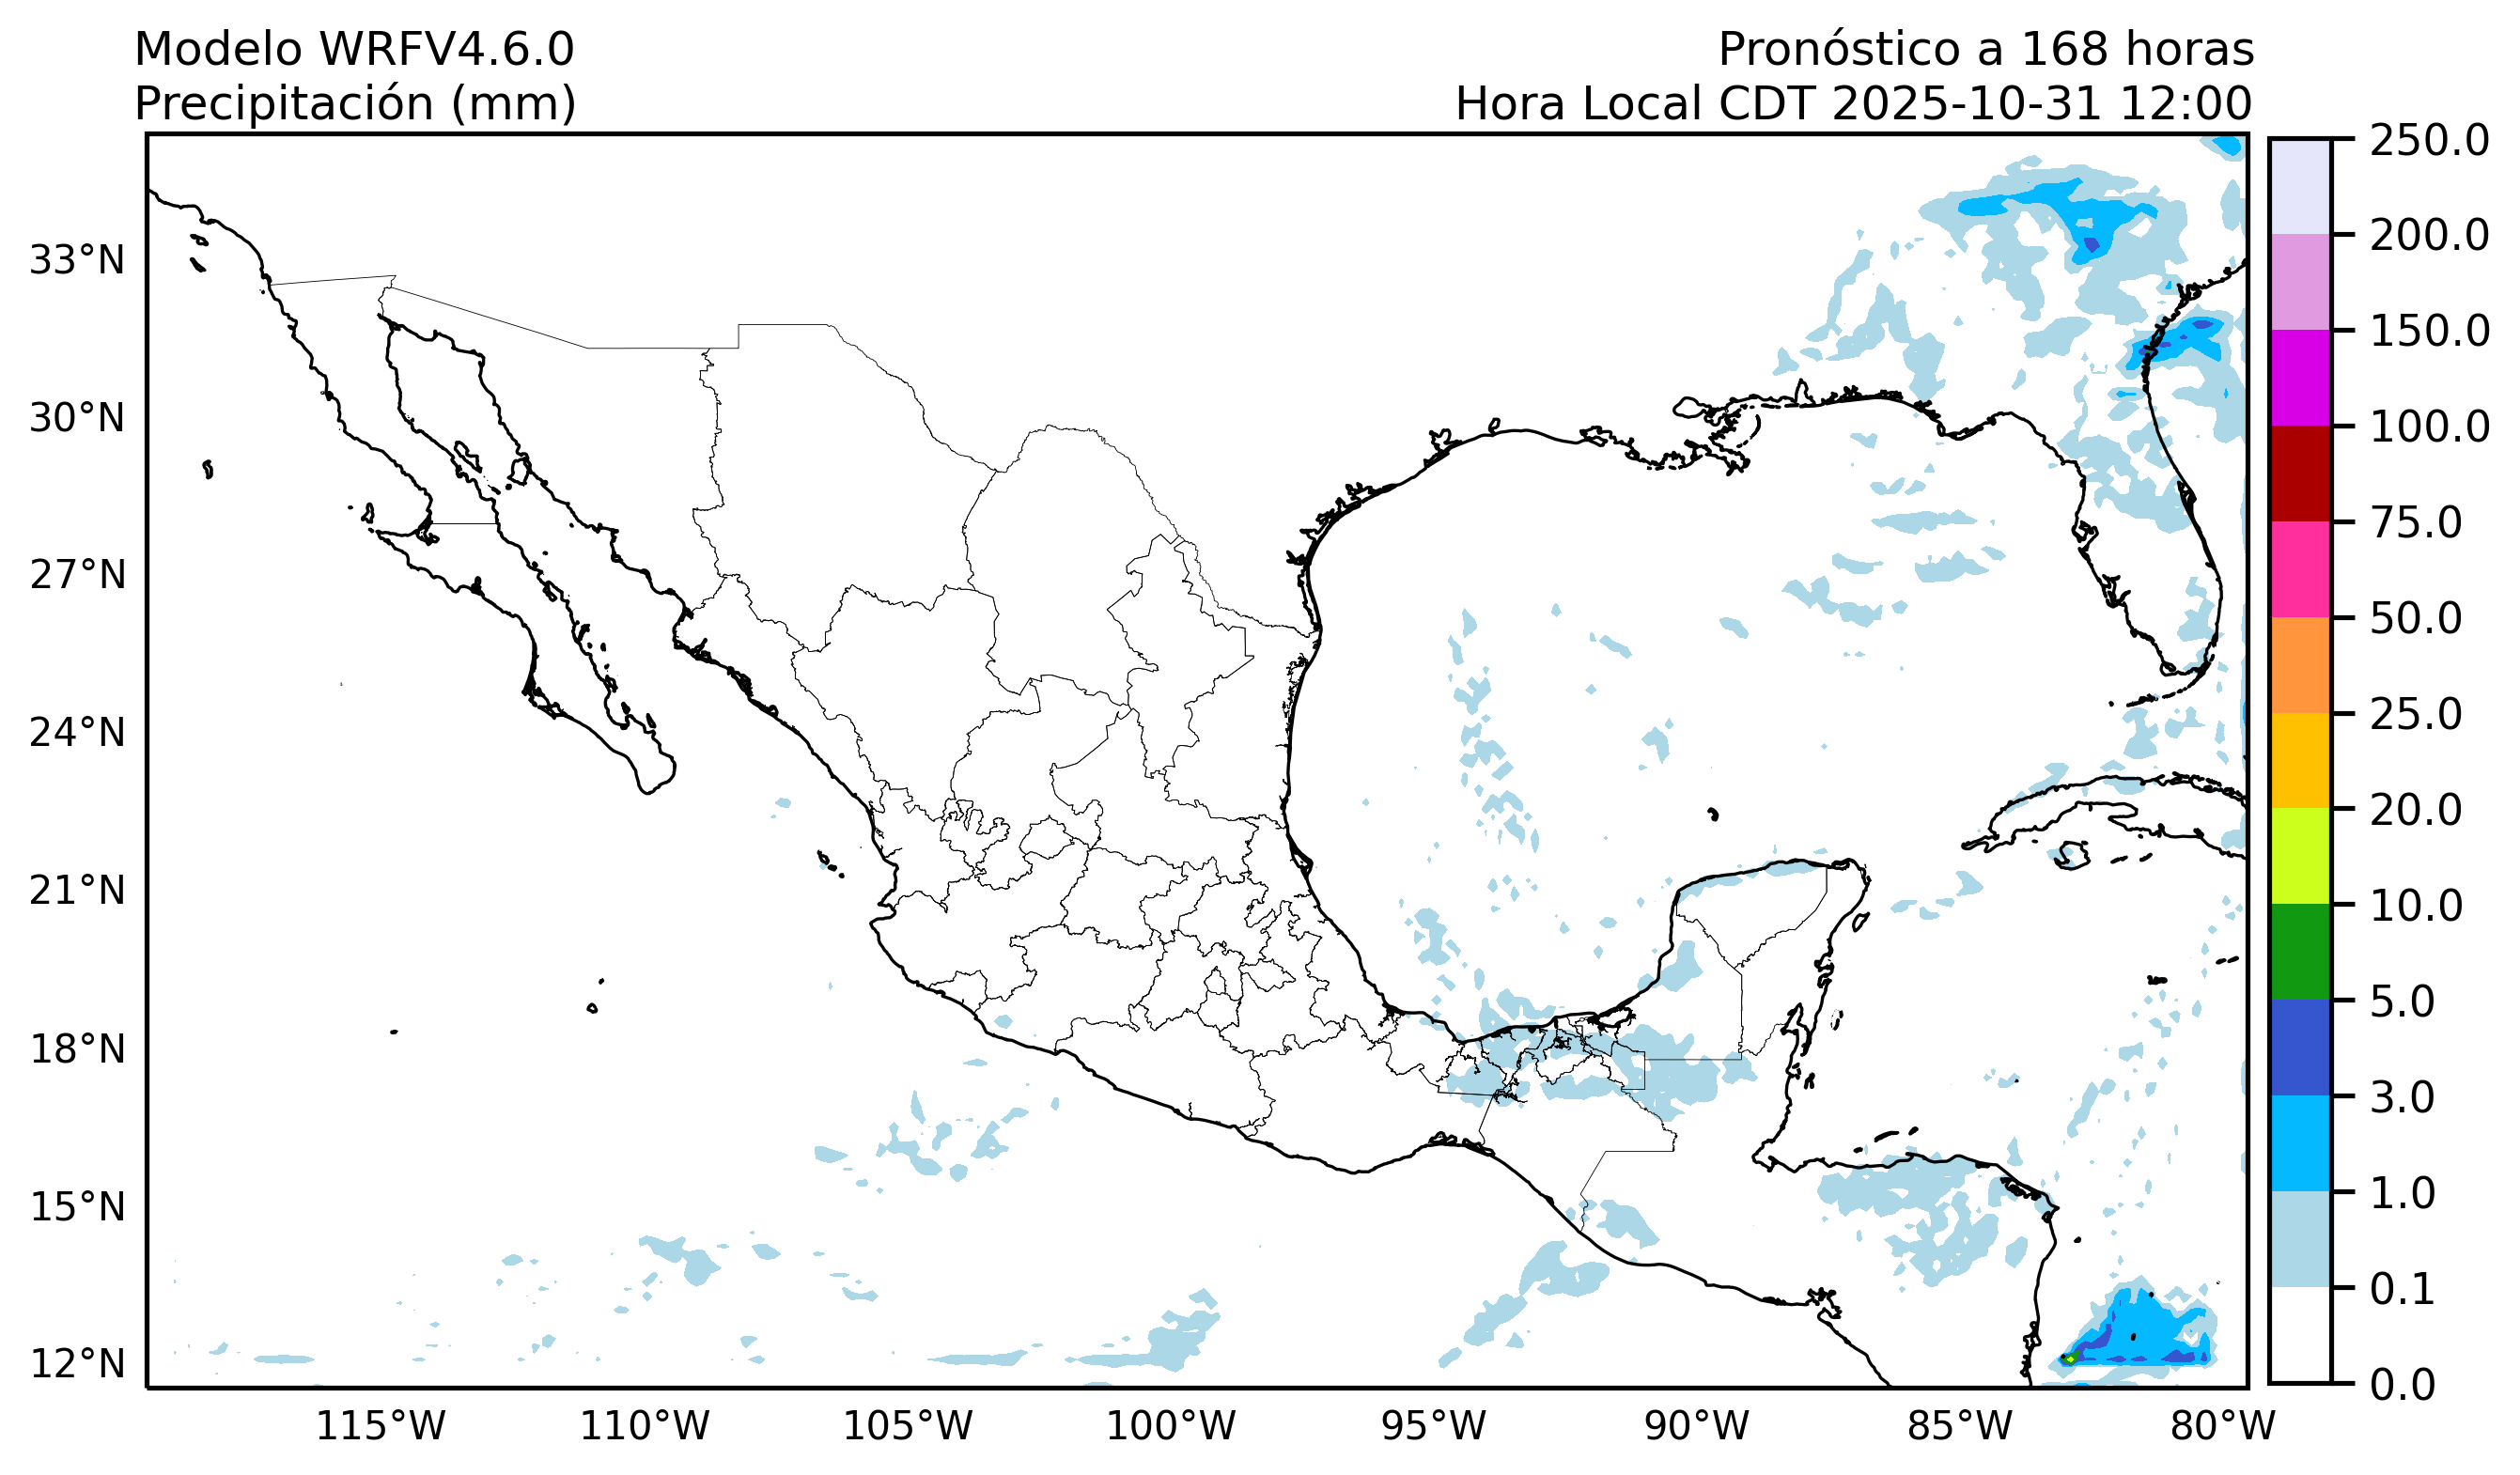 Modelo WRFV4.6.0
Precipitación (mm)
Pronóstico a 168 horas
Hora Local CDT 2025-10-31 12:00
33°N
30°N
27°N
24°N
21°N
18°N
15°N
12°N
115°W
110°W
105°W
100°W
95°W
90°W
85°W
80°W
250.0
200.0
150.0
100.0
75.0
50.0
25.0
20.0
10.0
5.0
3.0
1.0
0.1
0.0